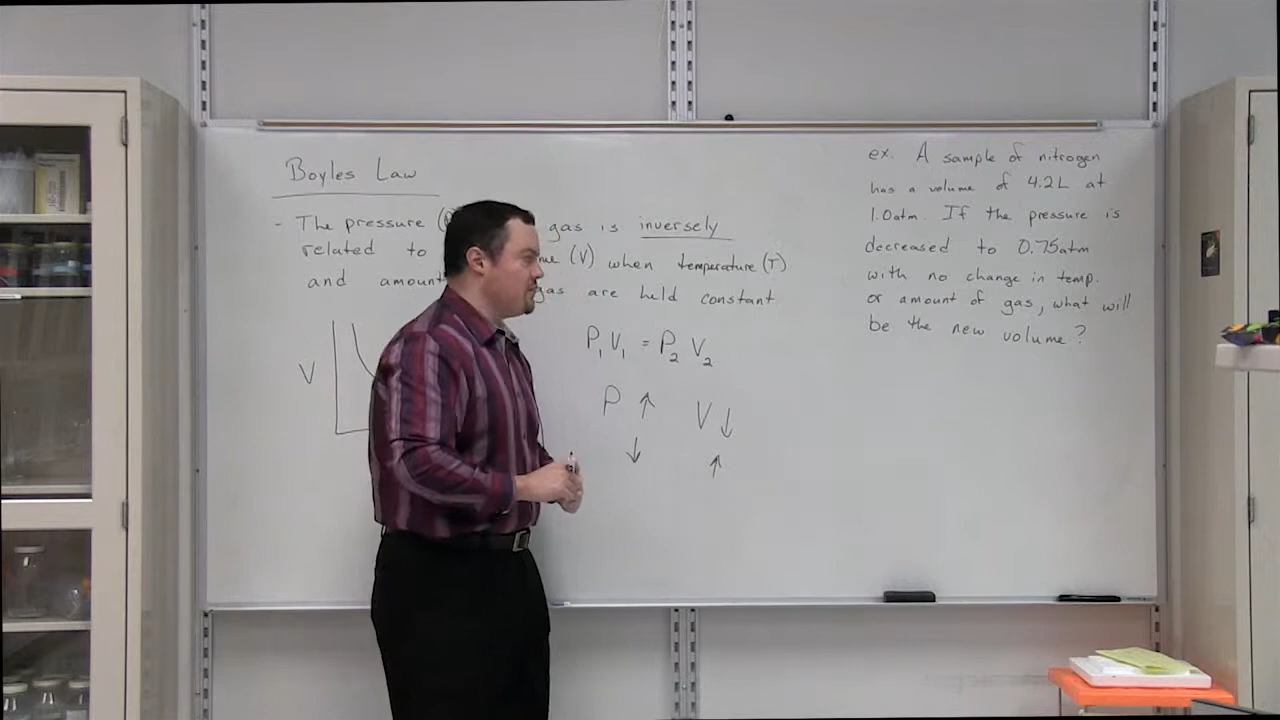 Boyles Law
- The pressure ( gas is inversely
related to (V) when temperature (T)
and amount gas are held constant
V
P₁V₁ = P₂ V₂
P ↑ V ↓
↓ ↑
ex. A sample of nitrogen
has a volume of 4.2L at
1.0atm. If the pressure is
decreased to 0.75atm
with no change in temp.
or amount of gas, what will
be the new volume?